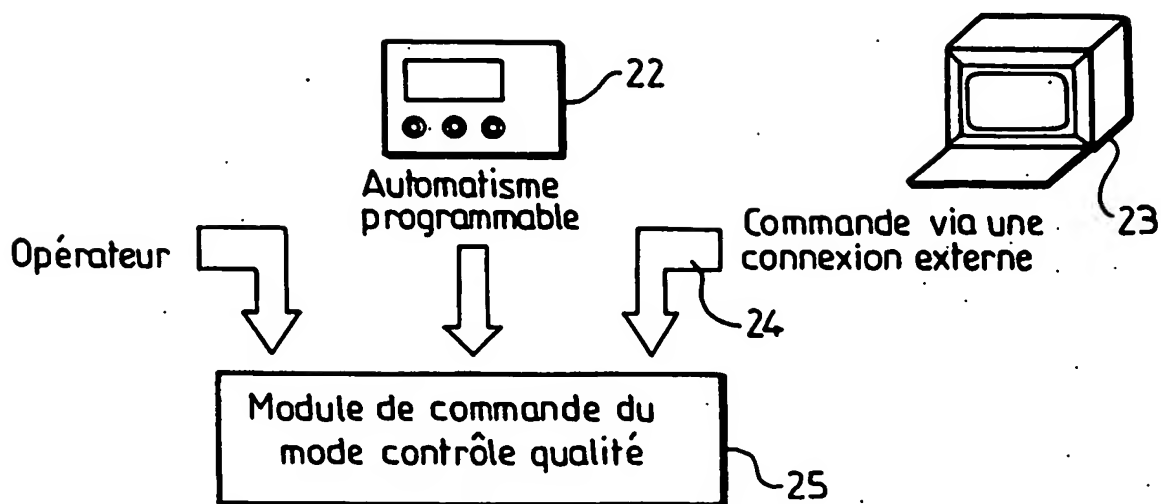 22
Automatisme
programmable
23
Opérateur
Commande via une
connexion externe
24
Module de commande du
mode contrôle qualité
25